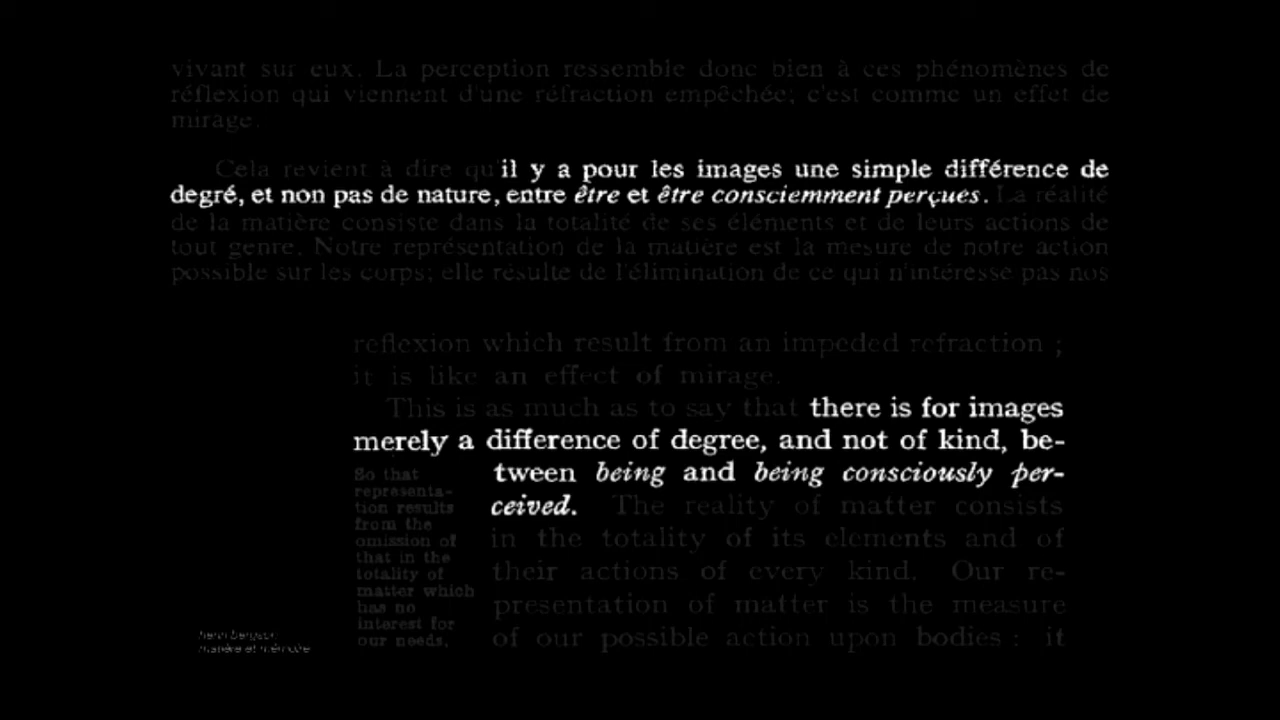 vivant sur eux. La perception ressemble donc bien à ces phénomènes de
réflexion qui viennent d'une réfraction empêchée; c'est comme un effet de
mirage.
Cela revient à dire qu'il y a pour les images une simple différence de
degré, et non pas de nature, entre être et être consciemment perçues. La réalité
de la matière consiste dans la totalité de ses éléments et de leurs actions de
tout genre. Notre représentation de la matière est la mesure de notre action
possible sur les corps; elle résulte de l'élimination de ce qui n'intéresse pas nos
reflexion which result from an impeded refraction ;
it is like an effect of mirage.
This is as much as to say that there is for images
merely a difference of degree, and not of kind, be-
tween being and being consciously per-
ceived. The reality of matter consists
in the totality of its elements and of
their actions of every kind. Our re-
presentation of matter is the measure
of our possible action upon bodies : it
So that
representa-
tion results
from the
omission of
that in the
totality of
matter which
has no
interest for
our needs.
henri bergson
matière et mémoire